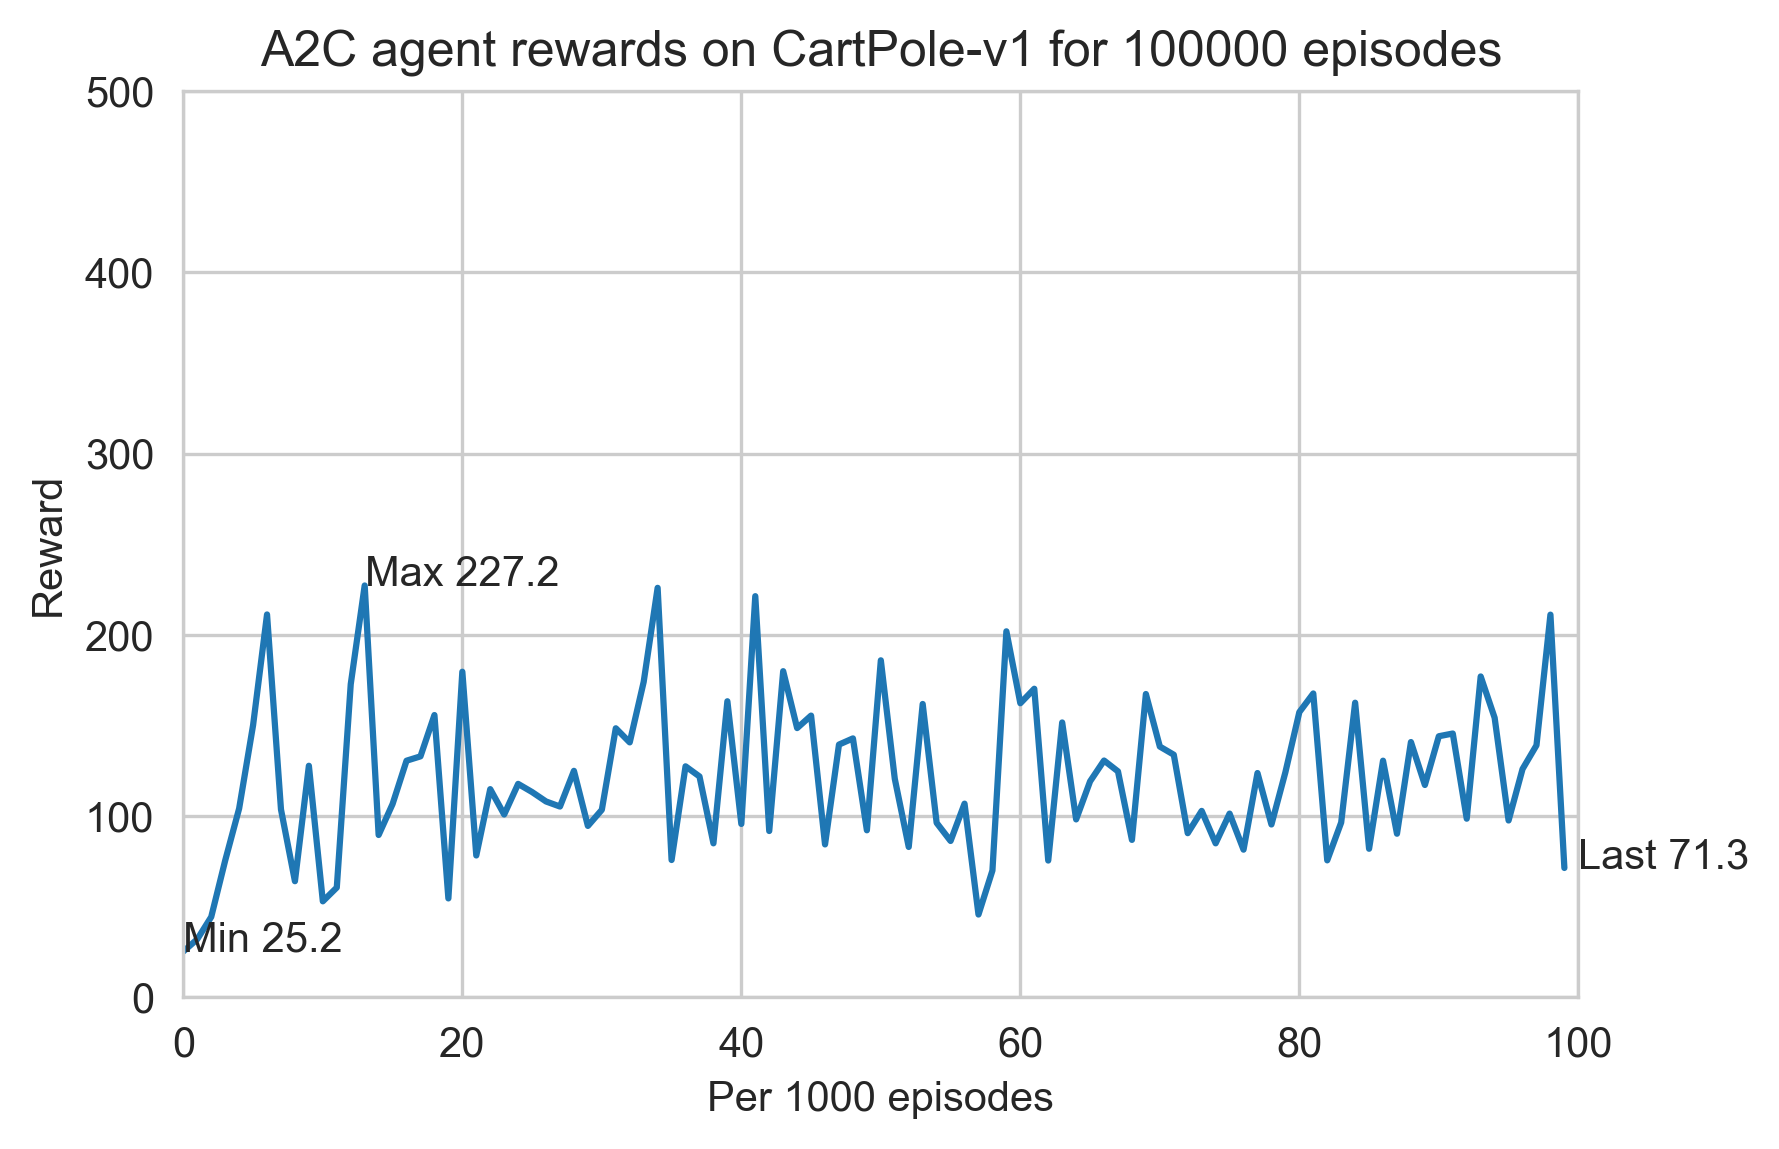 A2C agent rewards on CartPole-v1 for 100000 episodes
500
400
300
200
100
0
Reward
Max 227.2
Min 25.2
Last 71.3
0 20 40 60 80 100
Per 1000 episodes